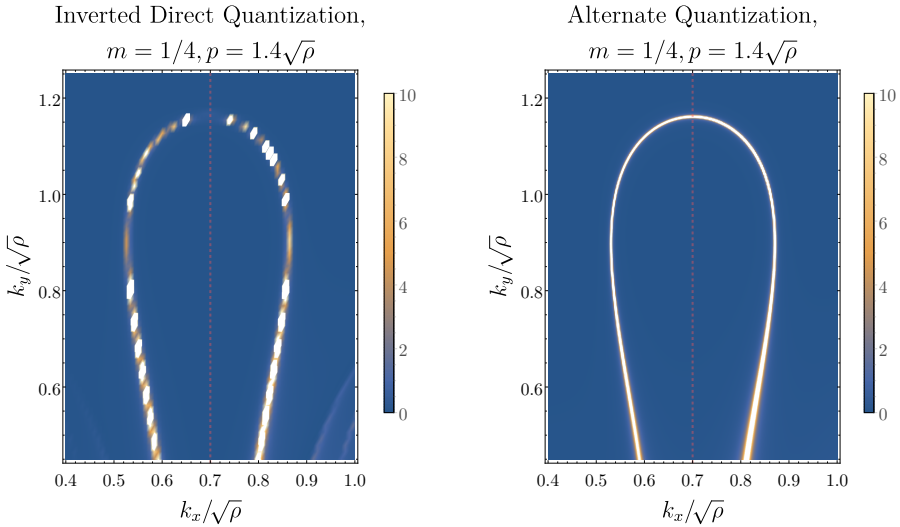 Inverted Direct Quantization,
m = 1/4, p = 1.4√ρ
1.2
1.0
0.8
0.6
k_y/√ρ
0.4 0.5 0.6 0.7 0.8 0.9 1.0
k_x/√ρ
10
8
6
4
2
0
Alternate Quantization,
m = 1/4, p = 1.4√ρ
1.2
1.0
0.8
0.6
k_y/√ρ
0.4 0.5 0.6 0.7 0.8 0.9 1.0
k_x/√ρ
10
8
6
4
2
0